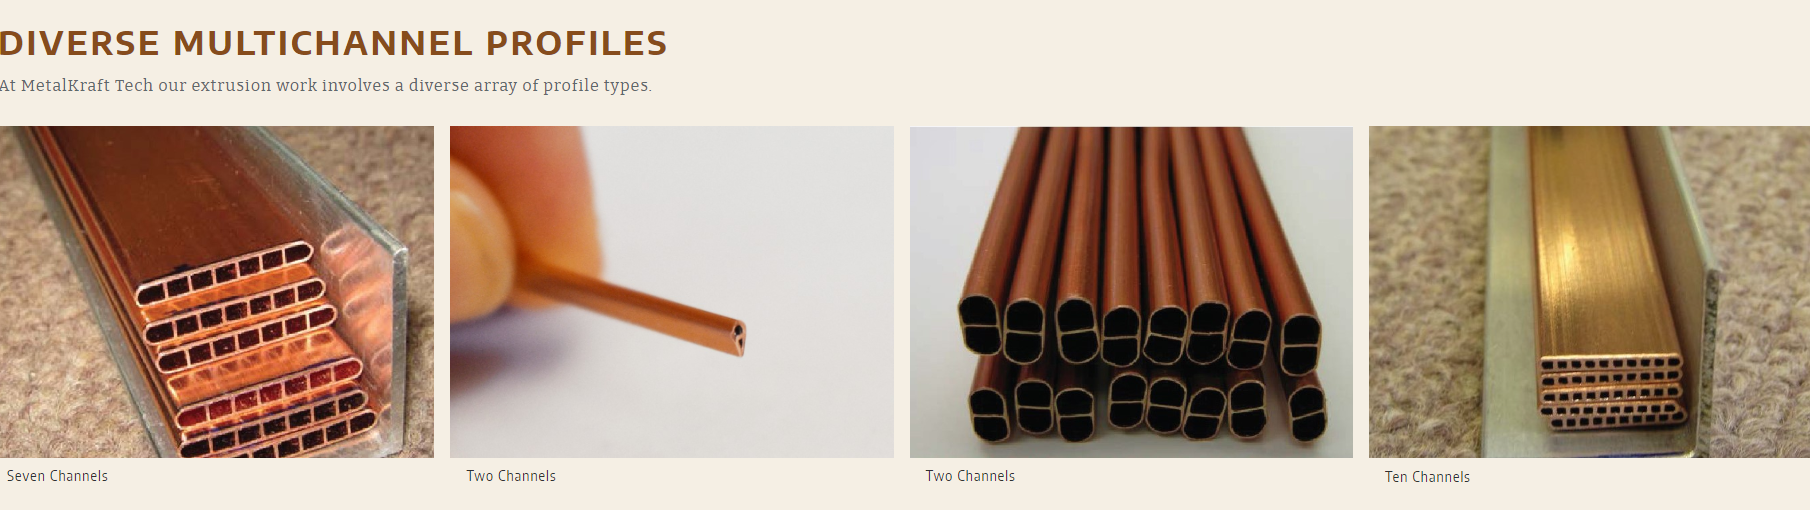 DIVERSE MULTICHANNEL PROFILES
At MetalKraft Tech our extrusion work involves a diverse array of profile types.
Seven Channels
Two Channels
Two Channels
Ten Channels